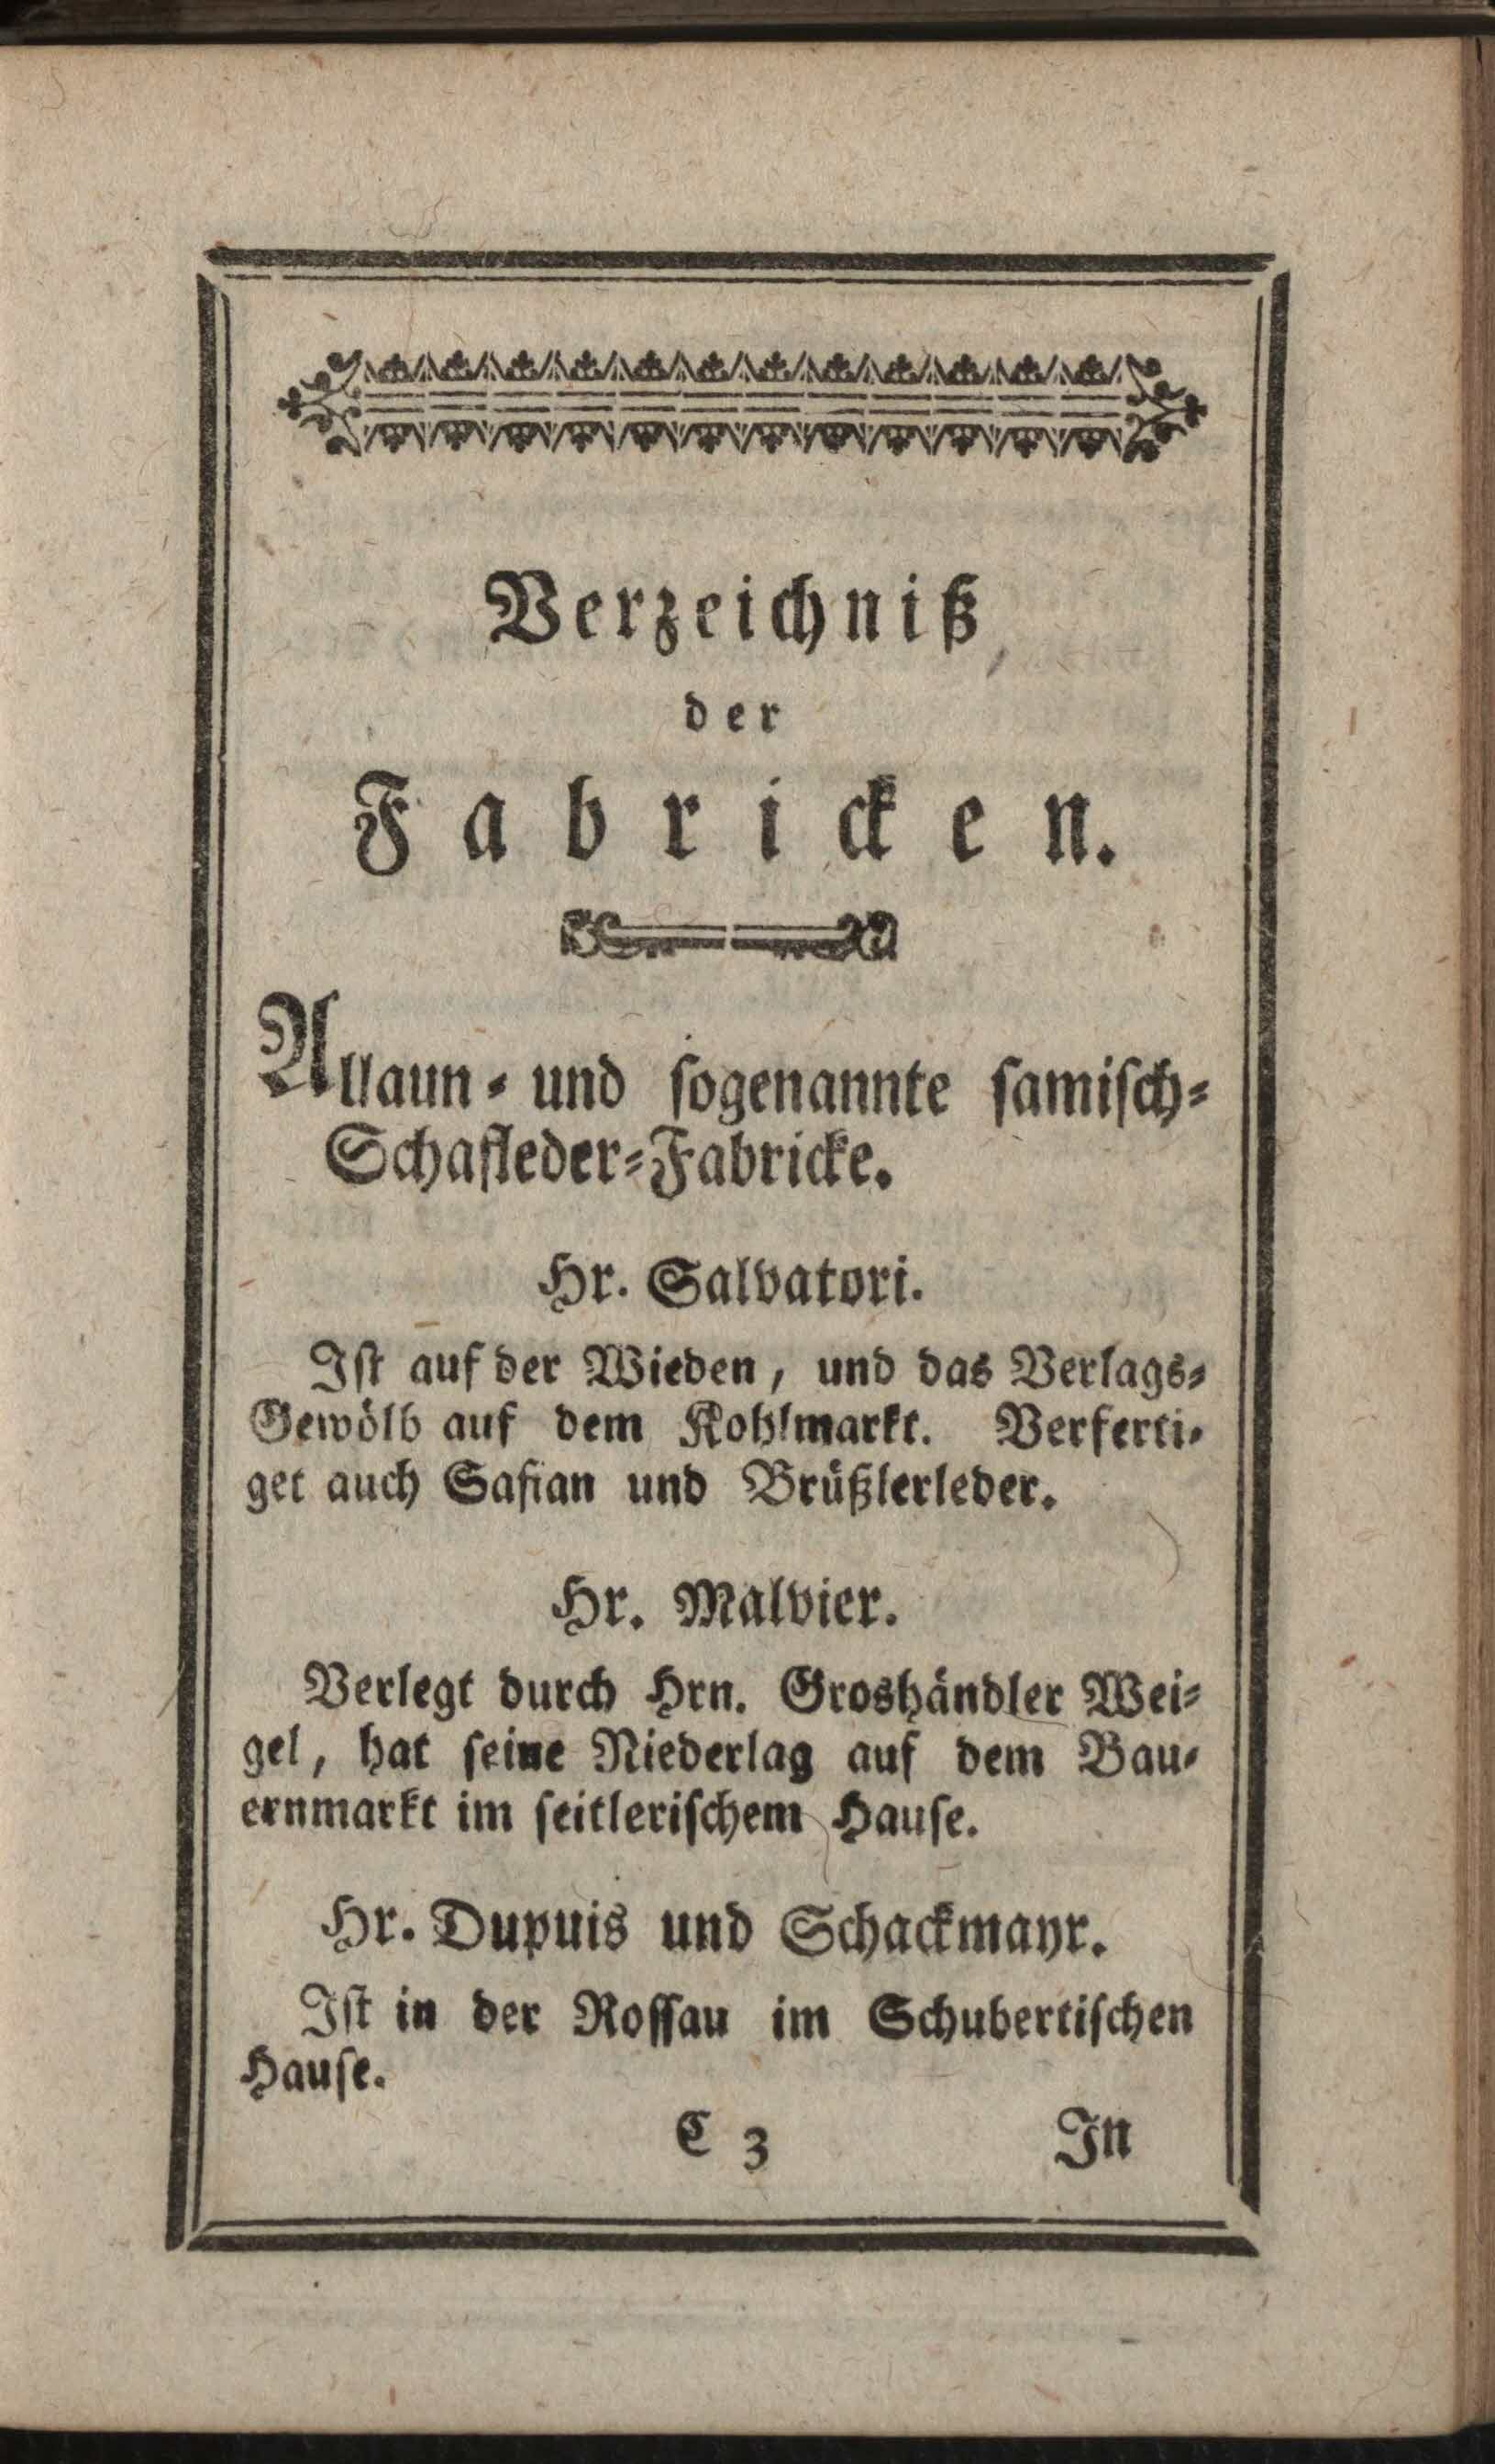 Verzeichniß
der
Fabricken.
Allaun- und ſogenannte ſamiſch-
Schafleder-Fabricke.
Hr. Salvatori.
Iſt auf der Wieden, und das Verlags-
Gewölb auf dem Kohlmarkt. Verferti-
get auch Safian und Brüßlerleder.
Hr. Malvier.
Verlegt durch Hrn. Groshändler Wei-
gel, hat ſeine Niederlag auf dem Bau-
ernmarkt im ſeitleriſchem Hauſe.
Hr. Dupuis und Schackmayr.
Iſt in der Roſſau im Schubertiſchen
Hauſe.
C 3 In